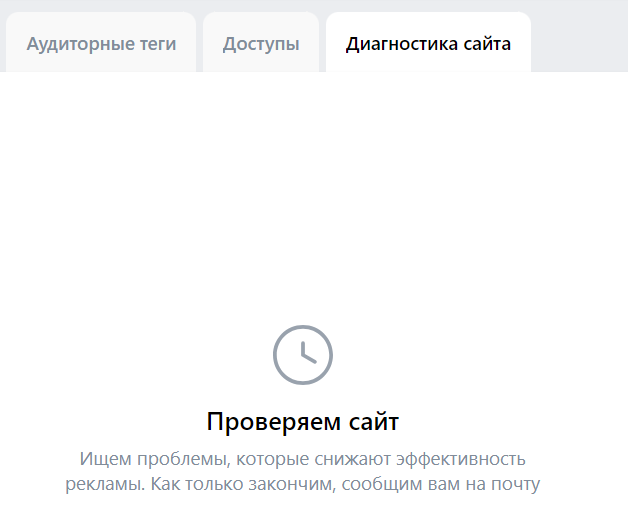 Аудиторные теги Доступы Диагностика сайта
Проверяем сайт
Ищем проблемы, которые снижают эффективность
рекламы. Как только закончим, сообщим вам на почту